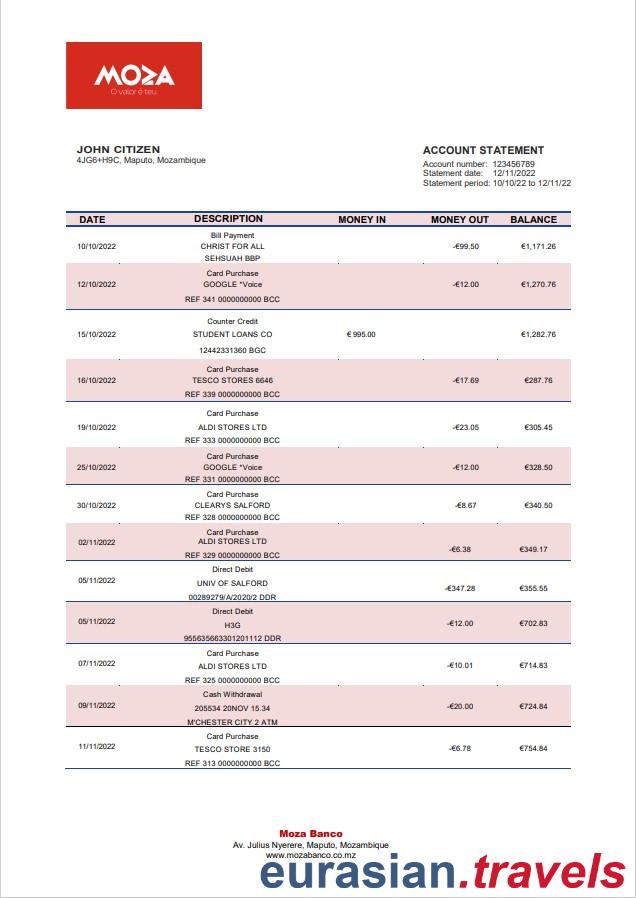 MOZA
O valor é teu.
JOHN CITIZEN
4JG6+H9C, Maputo, Mozambique
ACCOUNT STATEMENT
Account number: 123456789
Statement date: 12/11/2022
Statement period: 10/10/22 to 12/11/22
DATE DESCRIPTION MONEY IN MONEY OUT BALANCE
Bill Payment
10/10/2022 CHRIST FOR ALL -€99.50 €1,171.26
SEHSUAH BBP
Card Purchase
12/10/2022 GOOGLE *Voice -€12.00 €1,270.76
REF 341 0000000000 BCC
Counter Credit
15/10/2022 STUDENT LOANS CO € 995.00 €1,282.76
12442331360 BGC
Card Purchase
16/10/2022 TESCO STORES 6646 -€17.69 €287.76
REF 339 0000000000 BCC
Card Purchase
19/10/2022 ALDI STORES LTD -€23.05 €305.45
REF 333 0000000000 BCC
Card Purchase
25/10/2022 GOOGLE *Voice -€12.00 €328.50
REF 331 0000000000 BCC
Card Purchase
30/10/2022 CLEARYS SALFORD -€8.67 €340.50
REF 328 0000000000 BCC
Card Purchase
02/11/2022 ALDI STORES LTD -€6.38 €349.17
REF 329 0000000000 BCC
Direct Debit
05/11/2022 UNIV OF SALFORD -€347.28 €355.55
00289279/A/2020/2 DDR
Direct Debit
05/11/2022 H3G -€12.00 €702.83
955635663301201112 DDR
Card Purchase
07/11/2022 ALDI STORES LTD -€10.01 €714.83
REF 325 0000000000 BCC
Cash Withdrawal
09/11/2022 205534 20NOV 15.34 -€20.00 €724.84
M'CHESTER CITY 2 ATM
Card Purchase
11/11/2022 TESCO STORE 3150 -€6.78 €754.84
REF 313 0000000000 BCC
Moza Banco
Av. Julius Nyerere, Maputo, Mozambique
www.mozabanco.co.mz
eurasian.travels